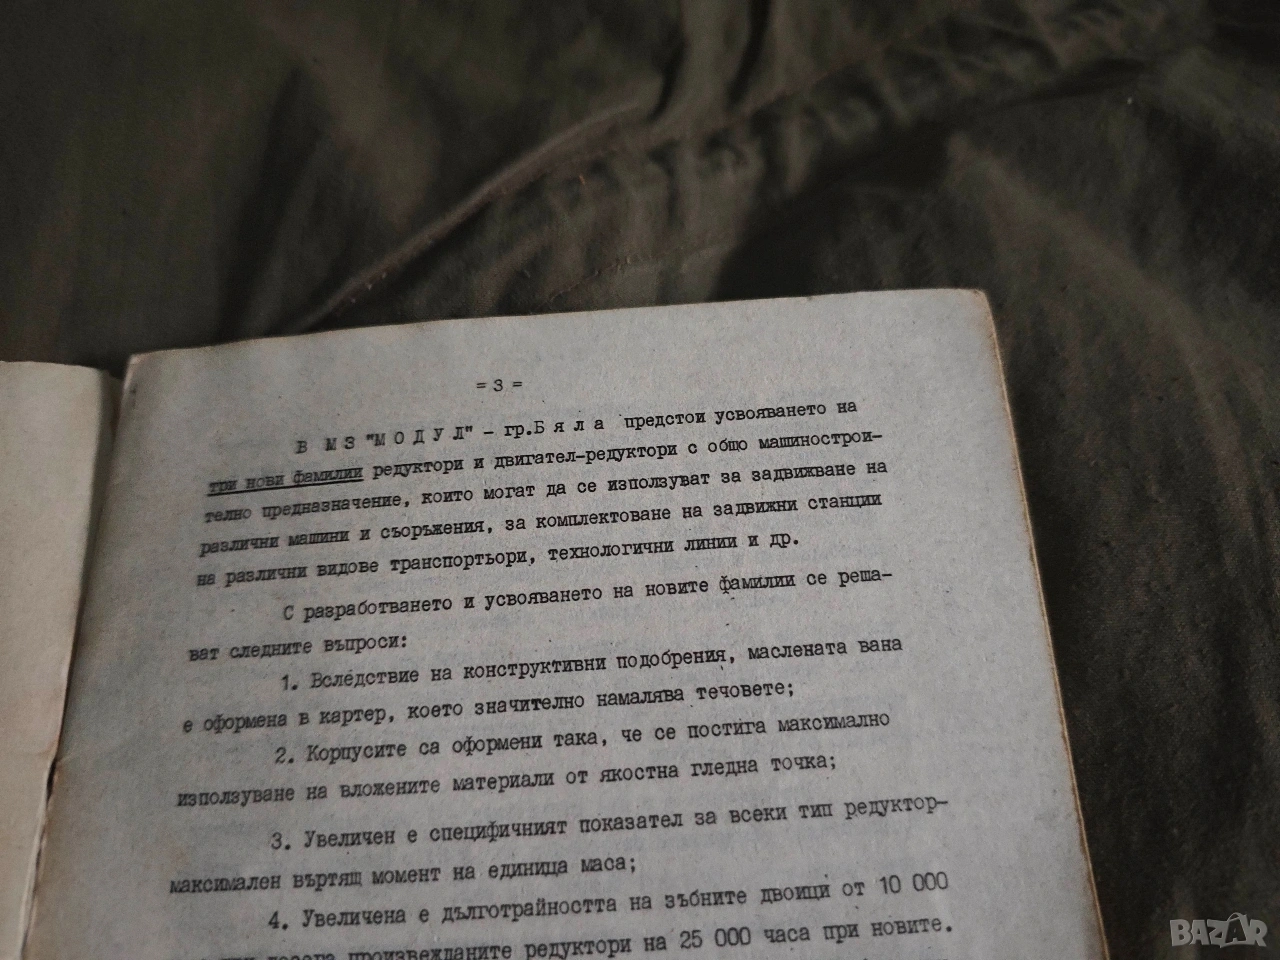 = 3 =
В МЗ "МОДУЛ" - гр.Бяла предстои усвояването на
три нови фамилии редуктори и двигател-редуктори с общо машинострои-
телно предназначение, които могат да се използуват за задвижване на
различни машини и съоръжения, за комплектоване на задвижни станции
на различни видове транспортьори, технологични линии и др.
С разработването и усвояването на новите фамилии се реша-
ват следните въпроси:
1. Вследствие на конструктивни подобрения, маслената вана
е оформена в картер, което значително намалява течовете;
2. Корпусите са оформени така, че се постига максимално
използуване на вложените материали от якостна гледна точка;
3. Увеличен е специфичният показател за всеки тип редуктор-
максимален въртящ момент на единица маса;
4. Увеличена е дълготрайността на зъбните двоици от 10 000
досега произвежданите редуктори на 25 000 часа при новите.
BAZAR